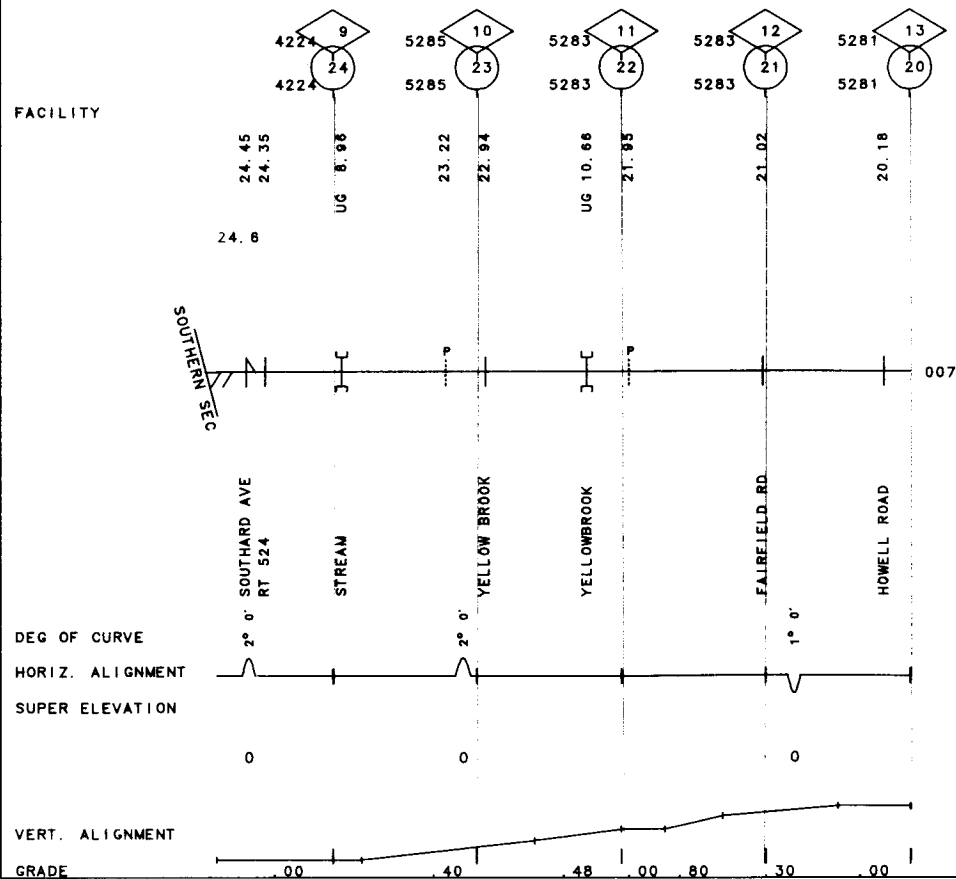 4224 9 5285 10 5283 11 5283 12 5281 13
4224 24 5285 23 5283 22 5283 21 5281 20
FACILITY
24.45
24.35
UG 8.96
23.22
22.94
UG 10.66
21.95
21.02
20.18
24.6
SOUTHERN SEC
P
P
007
SOUTHARD AVE
RT 524
STREAM
YELLOW BROOK
YELLOWBROOK
FAIRFIELD RD
HOWELL ROAD
DEG OF CURVE
2° 0'
2° 0'
1° 0'
HORIZ. ALIGNMENT
SUPER ELEVATION
0 0 0
VERT. ALIGNMENT
GRADE .00 .40 .48 .00 .80 .30 .00